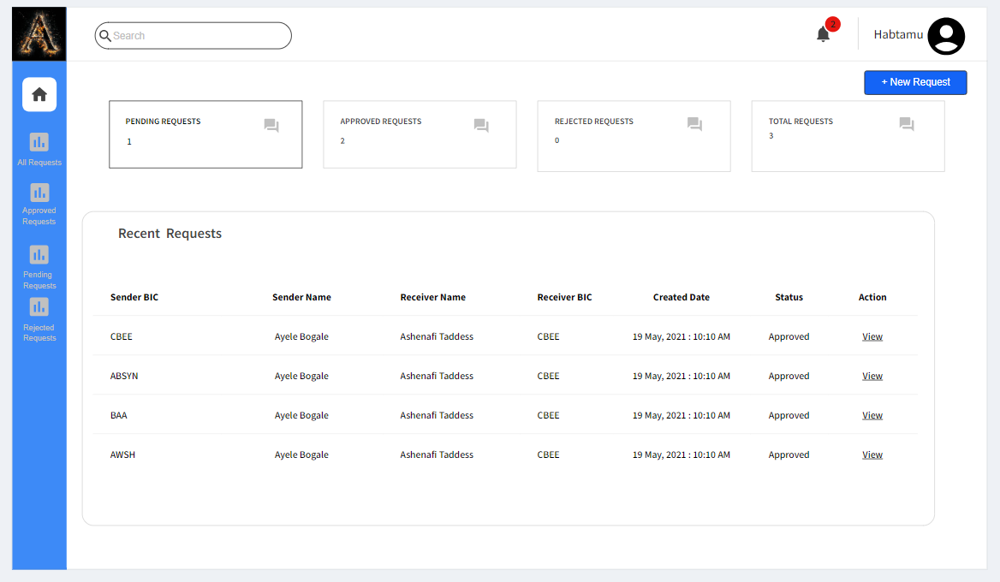 A
Search
2
Habtamu
+ New Request
PENDING REQUESTS
1
APPROVED REQUESTS
2
REJECTED REQUESTS
0
TOTAL REQUESTS
3
All Requests
Approved
Requests
Pending
Requests
Rejected
Requests
Recent Requests
Sender BIC Sender Name Receiver Name Receiver BIC Created Date Status Action
CBEE Ayele Bogale Ashenafi Taddess CBEE 19 May, 2021 : 10:10 AM Approved View
ABSYN Ayele Bogale Ashenafi Taddess CBEE 19 May, 2021 : 10:10 AM Approved View
BAA Ayele Bogale Ashenafi Taddess CBEE 19 May, 2021 : 10:10 AM Approved View
AWSH Ayele Bogale Ashenafi Taddess CBEE 19 May, 2021 : 10:10 AM Approved View